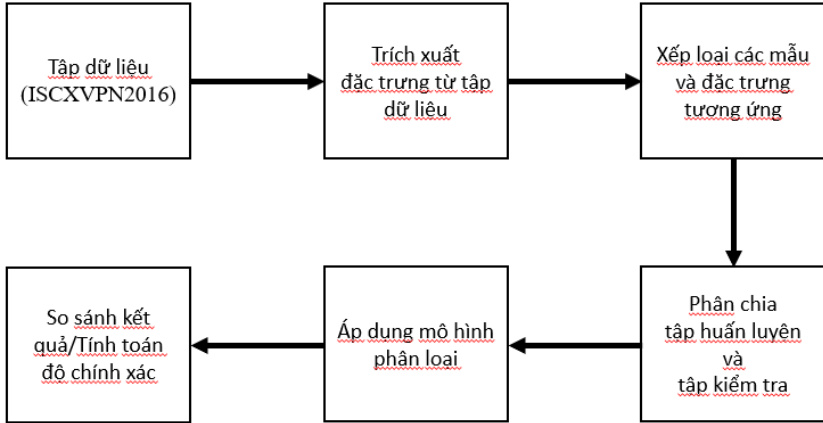 Tập dữ liệu
(ISCXVPN2016)
Trích xuất
đặc trưng từ tập
dữ liệu
Xếp loại các mẫu
và đặc trưng
tương ứng
Phân chia
tập huấn luyện
và
tập kiểm tra
Áp dụng mô hình
phân loại
So sánh kết
quả/Tính toán
độ chính xác